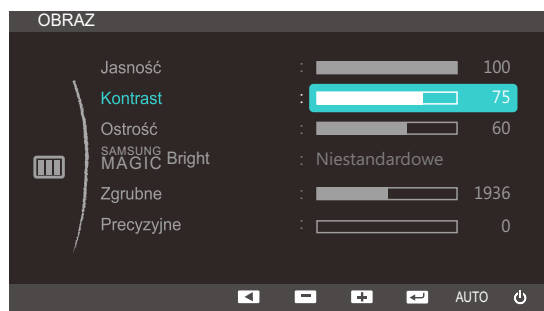 OBRAZ
Jasność : 100
Kontrast : 75
Ostrość : 60
SAMSUNG MAGIC Bright : Niestandardowe
Zgrubne : 1936
Precyzyjne : 0
AUTO